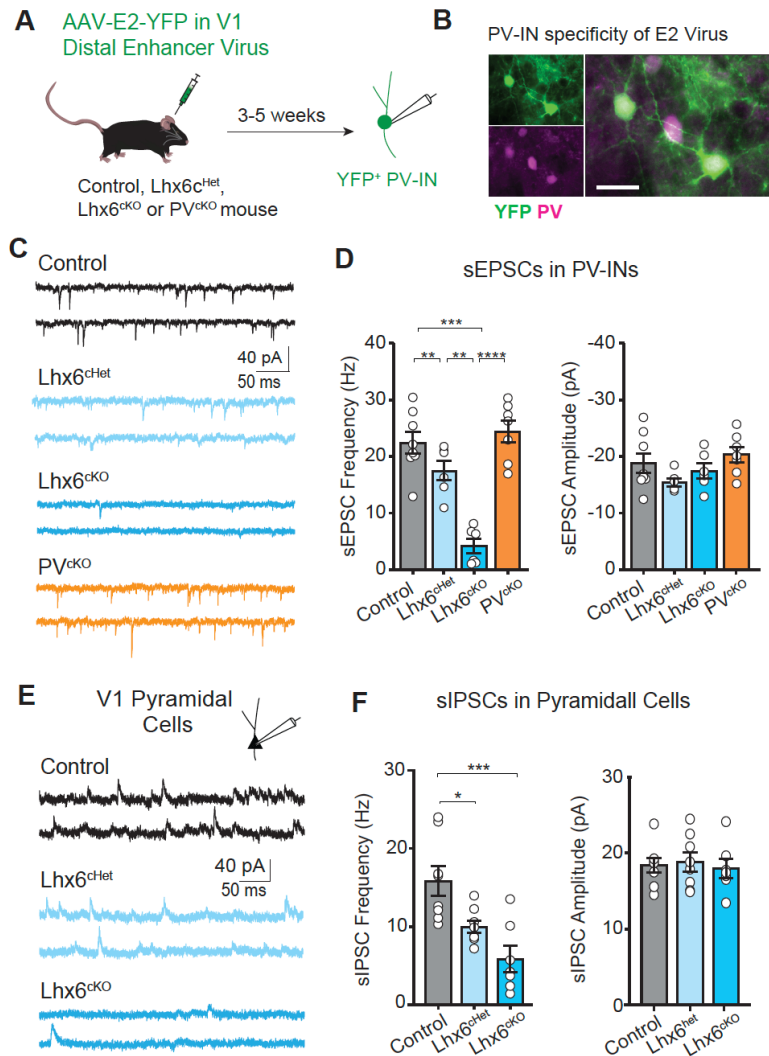 A
AAV-E2-YFP in V1
Distal Enhancer Virus
3-5 weeks
Control, Lhx6c^Het,
Lhx6^cKO or PV^cKO mouse
YFP⁺ PV-IN
B
PV-IN specificity of E2 Virus
YFP PV
C
Control
40 pA
50 ms
Lhx6^cHet
Lhx6^cKO
PV^cKO
D
sEPSCs in PV-INs
***
** ** ****
sEPSC Frequency (Hz)
40
30
20
10
0
Control
Lhx6^cHet
Lhx6^cKO
PV^cKO
sEPSC Amplitude (pA)
-40
-30
-20
-10
0
Control
Lhx6^cHet
Lhx6^cKO
PV^cKO
E
V1 Pyramidal
Cells
Control
40 pA
50 ms
Lhx6^cHet
Lhx6^cKO
F
sIPSCs in Pyramidall Cells
***
*
sIPSC Frequency (Hz)
30
20
10
0
Control
Lhx6^cHet
Lhx6^cKO
sIPSC Amplitude (pA)
30
20
10
0
Control
Lhx6^het
Lhx6^cKO